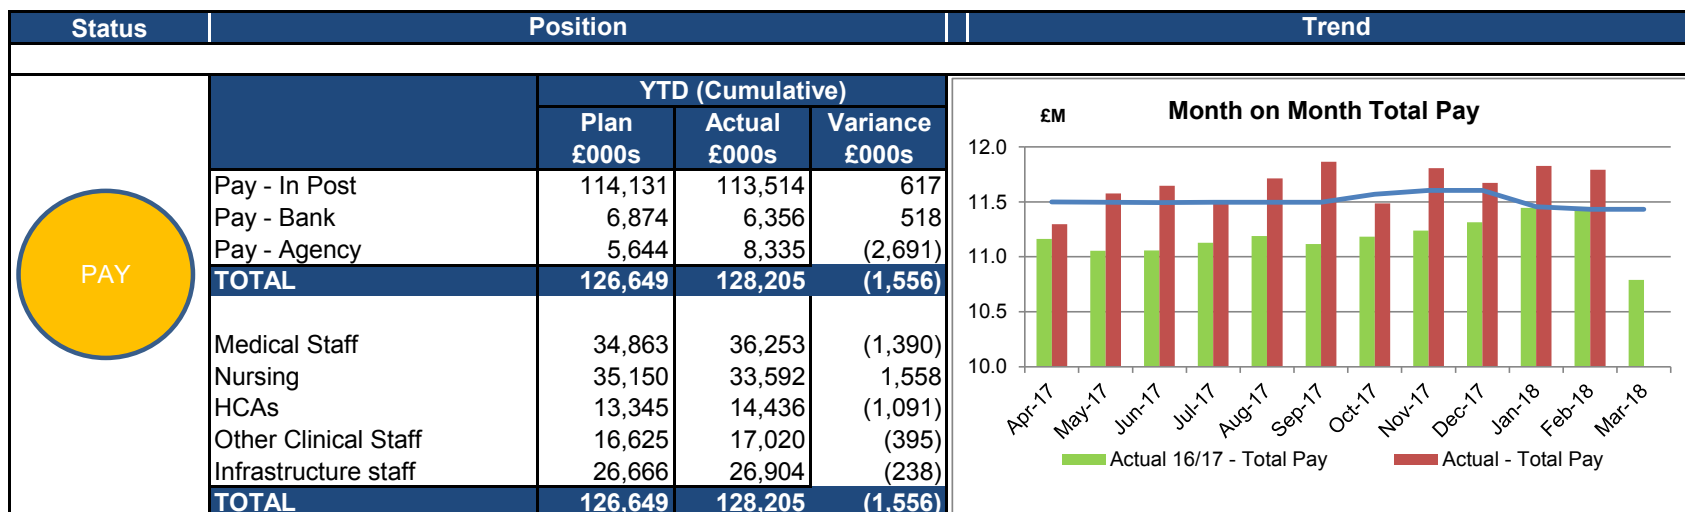 Status Position Trend
YTD (Cumulative)
Plan Actual Variance
£000s £000s £000s
Pay - In Post 114,131 113,514 617
Pay - Bank 6,874 6,356 518
Pay - Agency 5,644 8,335 (2,691)
TOTAL 126,649 128,205 (1,556)
Medical Staff 34,863 36,253 (1,390)
Nursing 35,150 33,592 1,558
HCAs 13,345 14,436 (1,091)
Other Clinical Staff 16,625 17,020 (395)
Infrastructure staff 26,666 26,904 (238)
TOTAL 126,649 128,205 (1,556)
PAY
£M Month on Month Total Pay
12.0
11.5
11.0
10.5
10.0
Apr-17 May-17 Jun-17 Jul-17 Aug-17 Sep-17 Oct-17 Nov-17 Dec-17 Jan-18 Feb-18 Mar-18
Actual 16/17 - Total Pay Actual - Total Pay